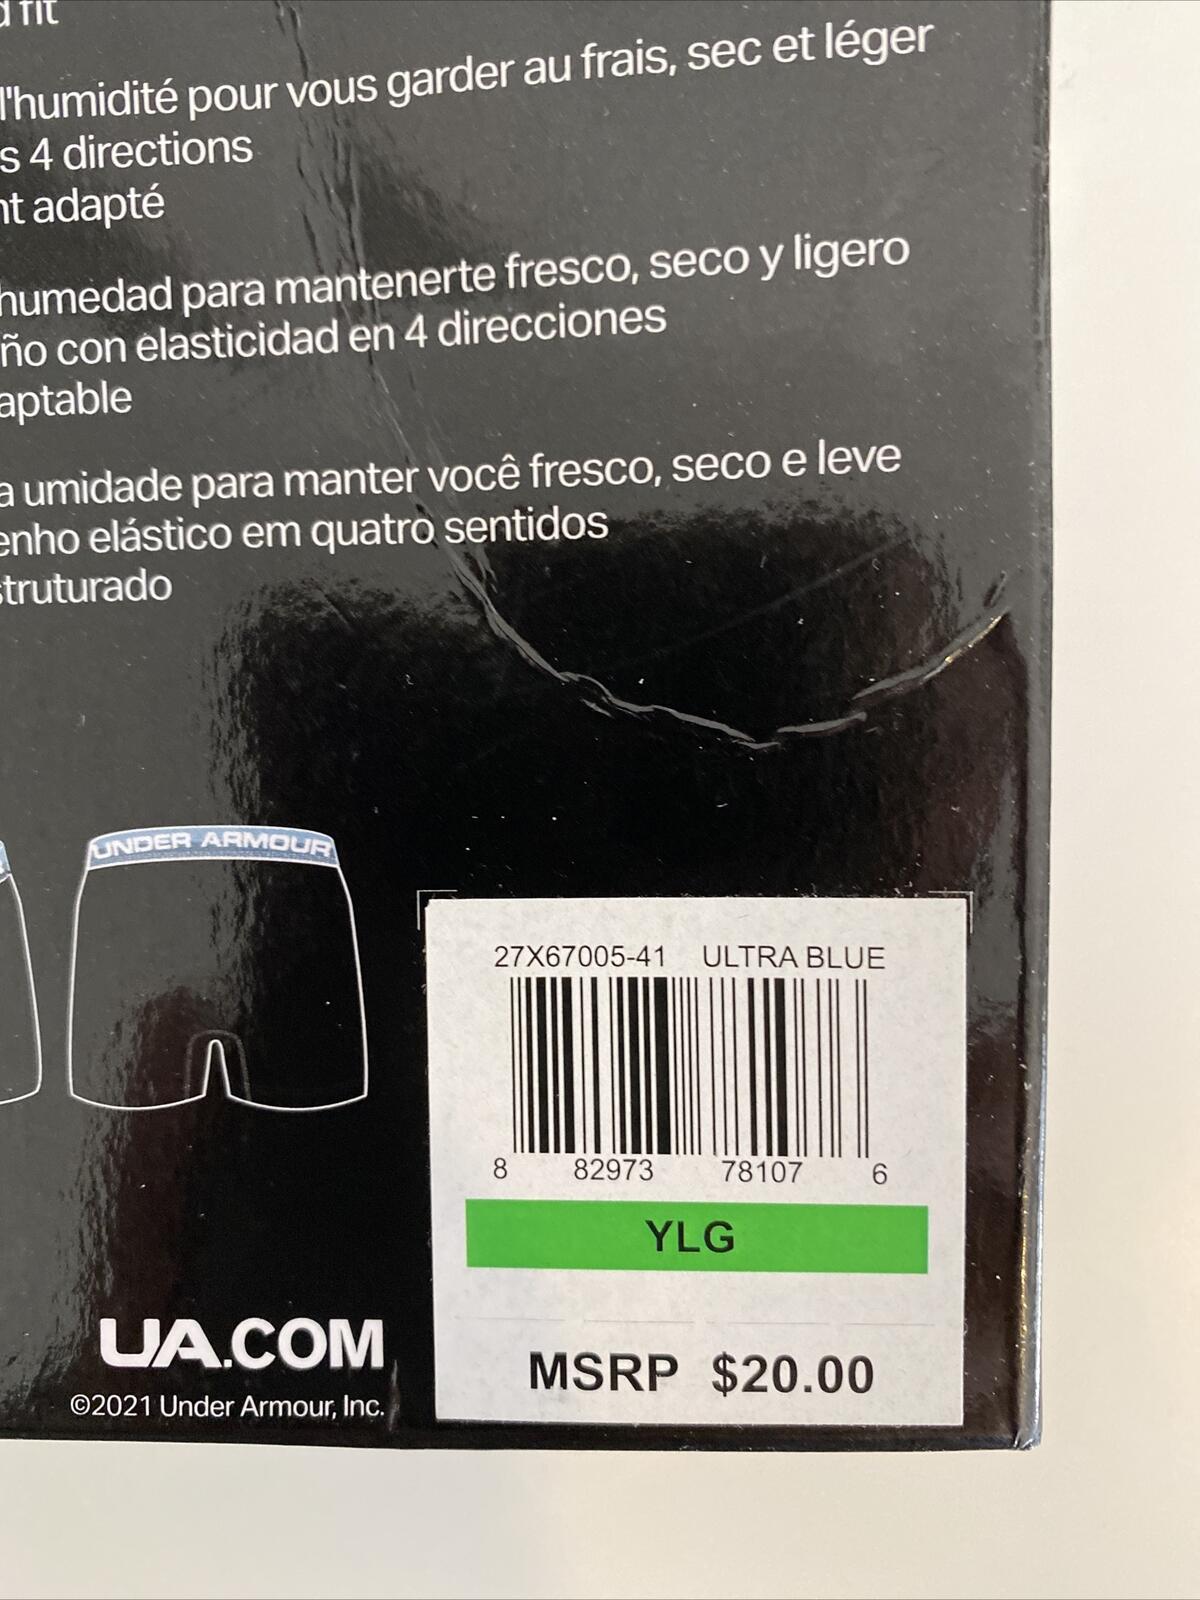 fit
l'humidité pour vous garder au frais, sec et léger
s 4 directions
nt adapté
humedad para mantenerte fresco, seco y ligero
ño con elasticidad en 4 direcciones
aptable
a umidade para manter você fresco, seco e leve
enho elástico em quatro sentidos
struturado
UNDER ARMOUR
27X67005-41 ULTRA BLUE
8 82973 78107 6
YLG
MSRP $20.00
UA.COM
©2021 Under Armour, Inc.